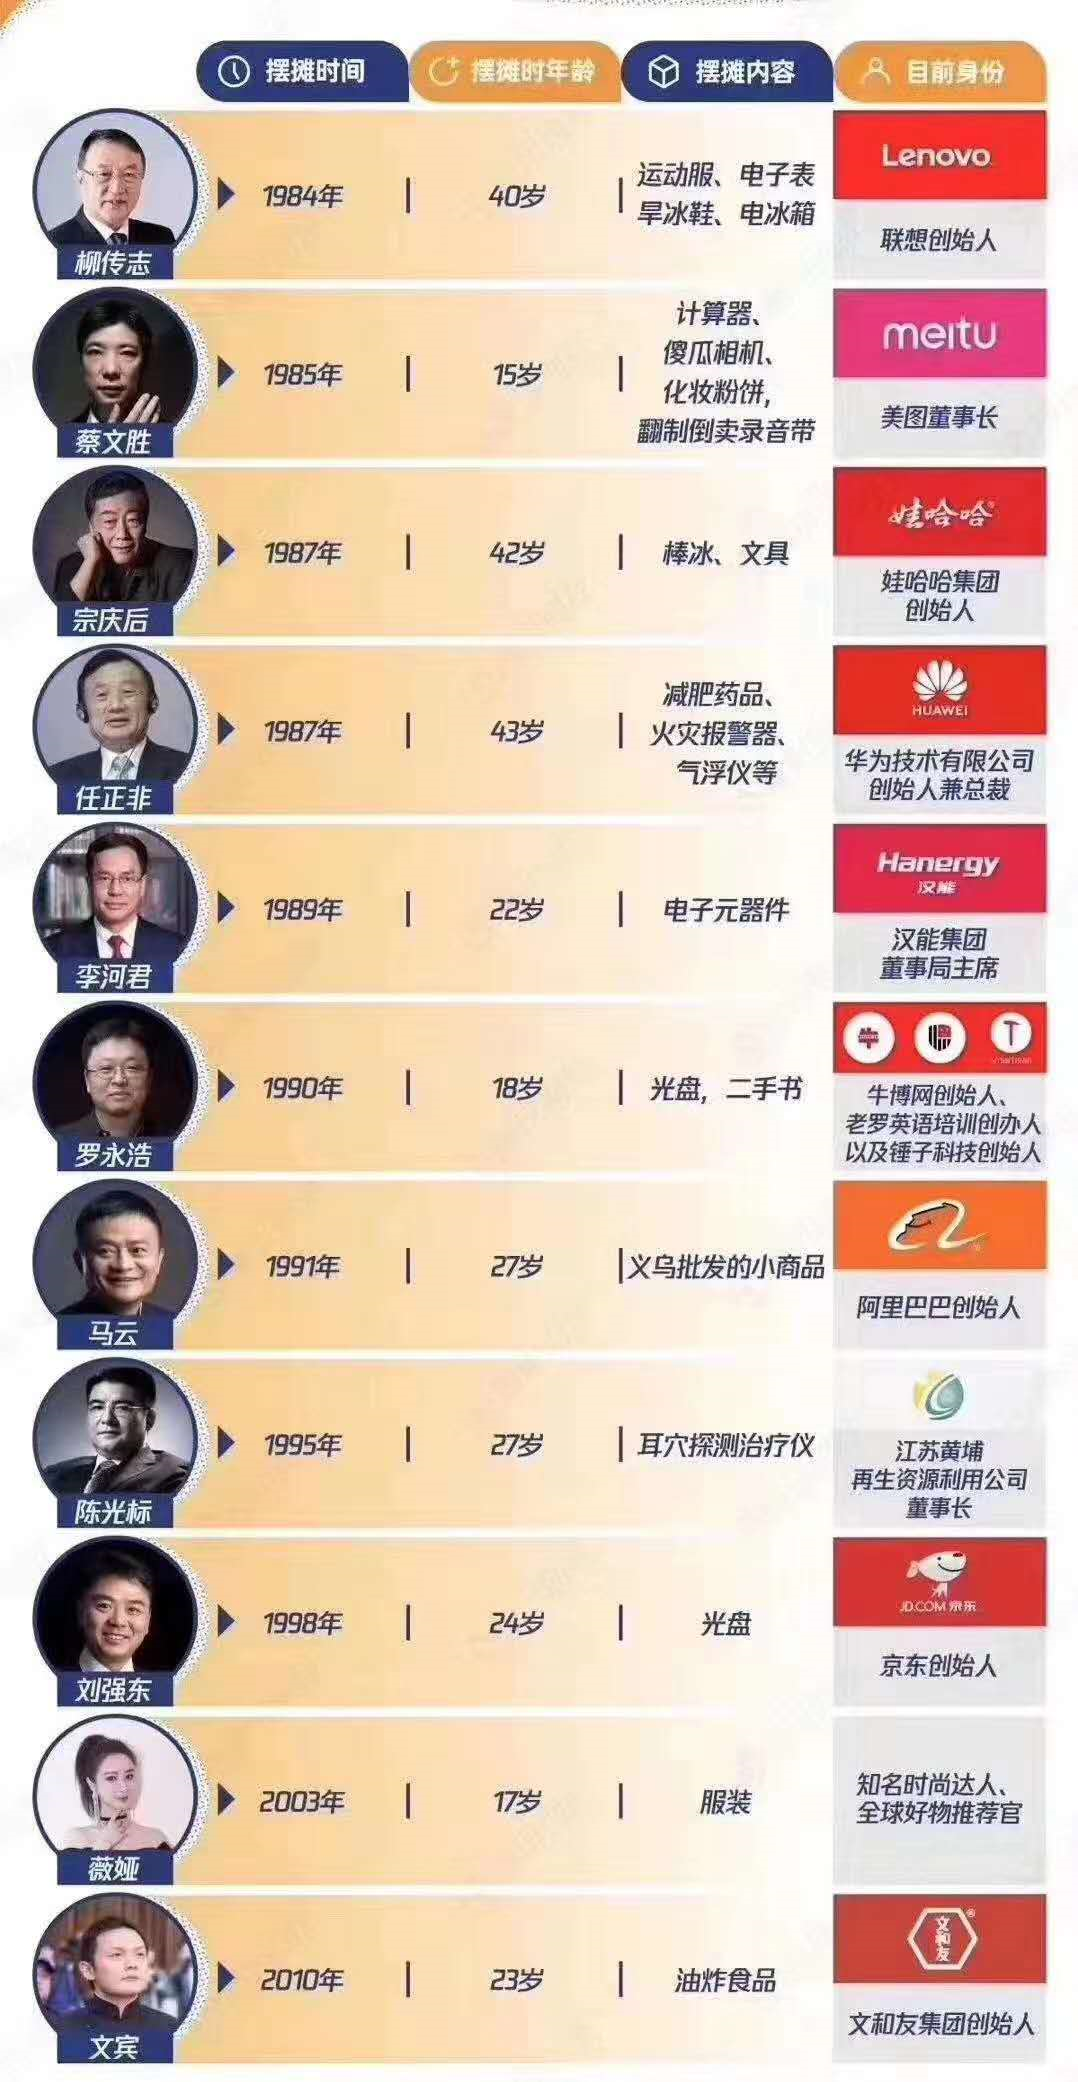 摆摊时间 摆摊时年龄 摆摊内容 目前身份
柳传志
1984年
40岁
运动服、电子表
旱冰鞋、电冰箱
Lenovo
联想创始人
蔡文胜
1985年
15岁
计算器、
傻瓜相机、
化妆粉饼,
翻制倒卖录音带
meitu
美图董事长
宗庆后
1987年
42岁
棒冰、文具
娃哈哈®
娃哈哈集团
创始人
任正非
1987年
43岁
减肥药品、
火灾报警器、
气浮仪等
HUAWEI
华为技术有限公司
创始人兼总裁
李河君
1989年
22岁
电子元器件
Hanergy
汉能
汉能集团
董事局主席
罗永浩
1990年
18岁
光盘，二手书
牛博网创始人、
老罗英语培训创办人
以及锤子科技创始人
马云
1991年
27岁
义乌批发的小商品
阿里巴巴创始人
陈光标
1995年
27岁
耳穴探测治疗仪
江苏黄埔
再生资源利用公司
董事长
刘强东
1998年
24岁
光盘
JD.COM 京东
京东创始人
薇娅
2003年
17岁
服装
知名时尚达人、
全球好物推荐官
文宾
2010年
23岁
油炸食品
文和友®
文和友集团创始人